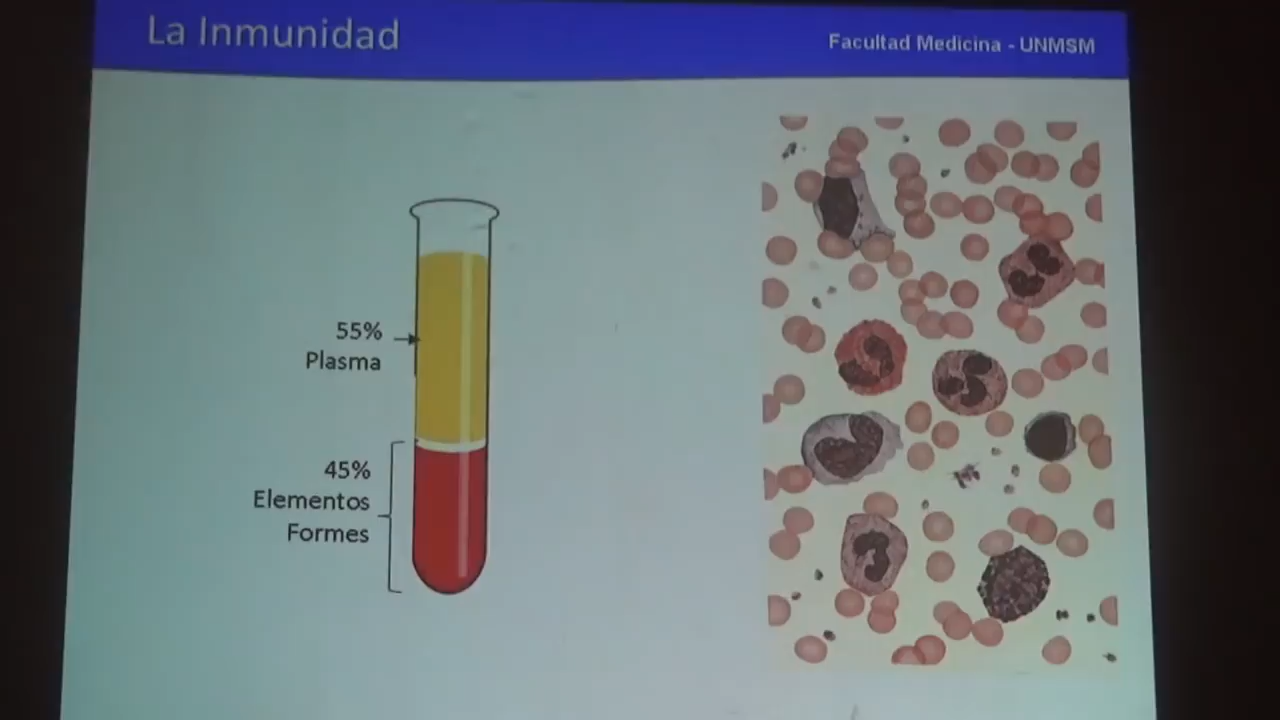 La Inmunidad
Facultad Medicina - UNMSM
55%
Plasma
45%
Elementos
Formes